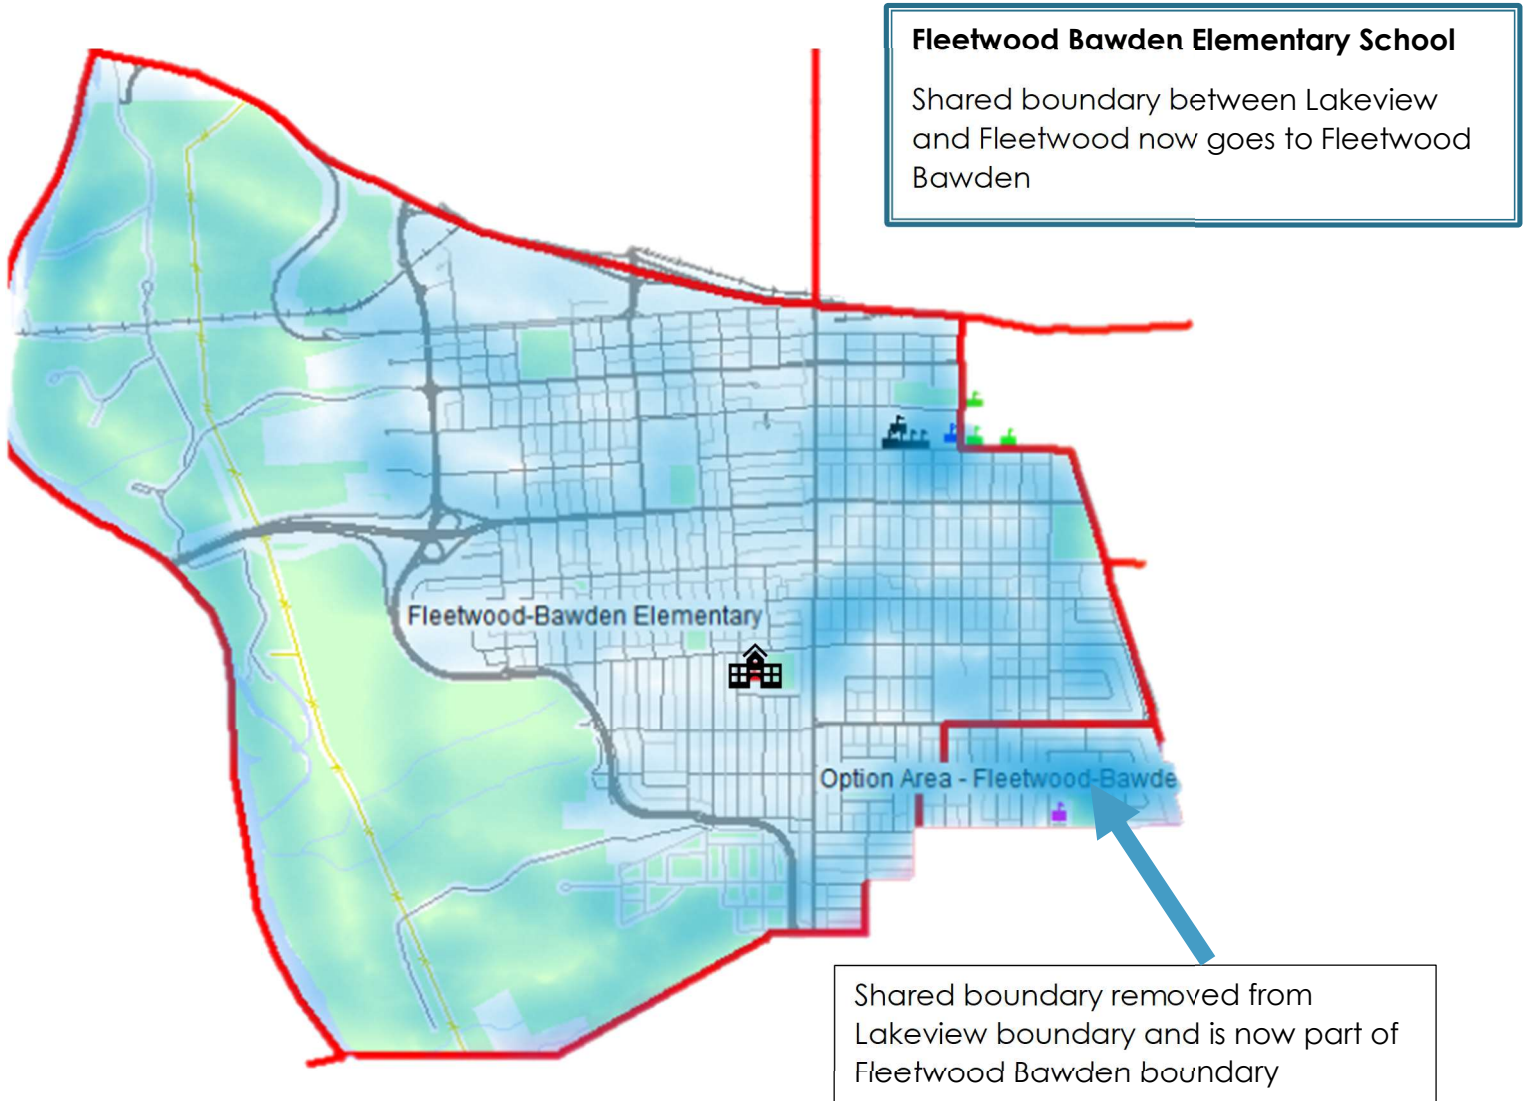 Fleetwood Bawden Elementary School
Shared boundary between Lakeview
and Fleetwood now goes to Fleetwood
Bawden
Fleetwood-Bawden Elementary
Option Area - Fleetwood-Bawde
Shared boundary removed from
Lakeview boundary and is now part of
Fleetwood Bawden boundary